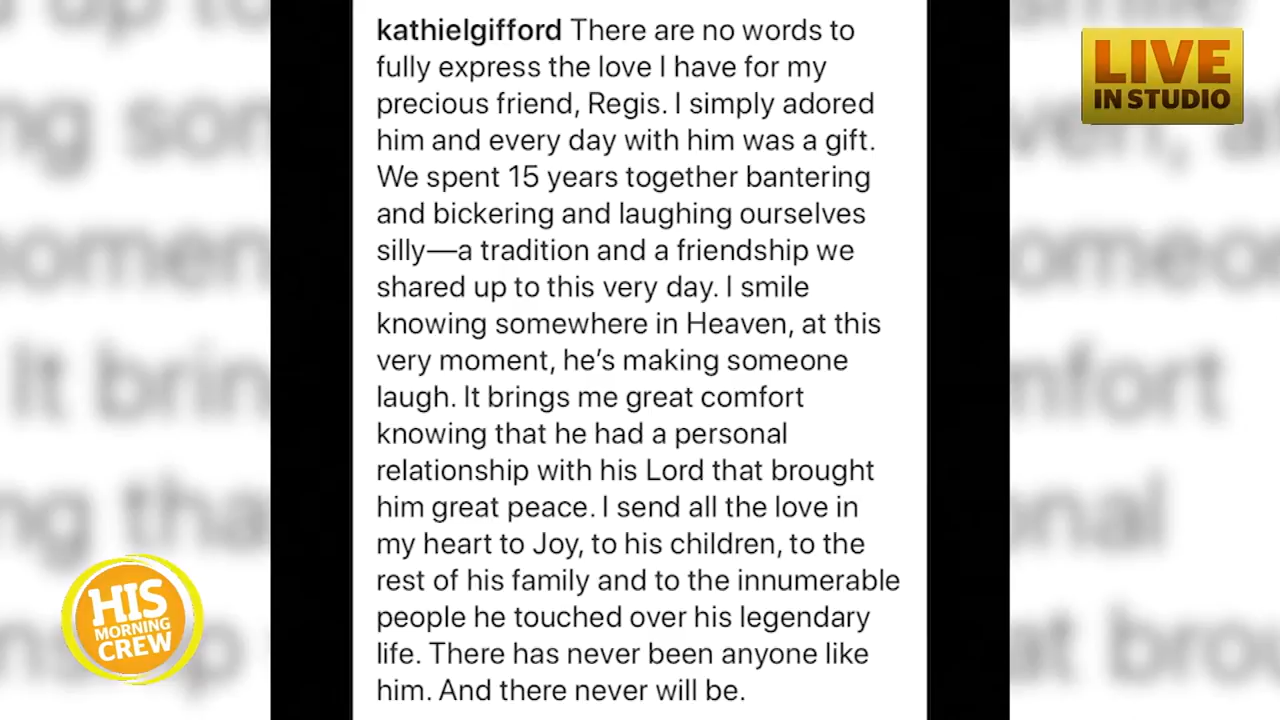 kathielgifford There are no words to
fully express the love I have for my
precious friend, Regis. I simply adored
him and every day with him was a gift.
We spent 15 years together bantering
and bickering and laughing ourselves
silly—a tradition and a friendship we
shared up to this very day. I smile
knowing somewhere in Heaven, at this
very moment, he's making someone
laugh. It brings me great comfort
knowing that he had a personal
relationship with his Lord that brought
him great peace. I send all the love in
my heart to Joy, to his children, to the
rest of his family and to the innumerable
people he touched over his legendary
life. There has never been anyone like
him. And there never will be.
LIVE
IN STUDIO
HIS
MORNING
CREW